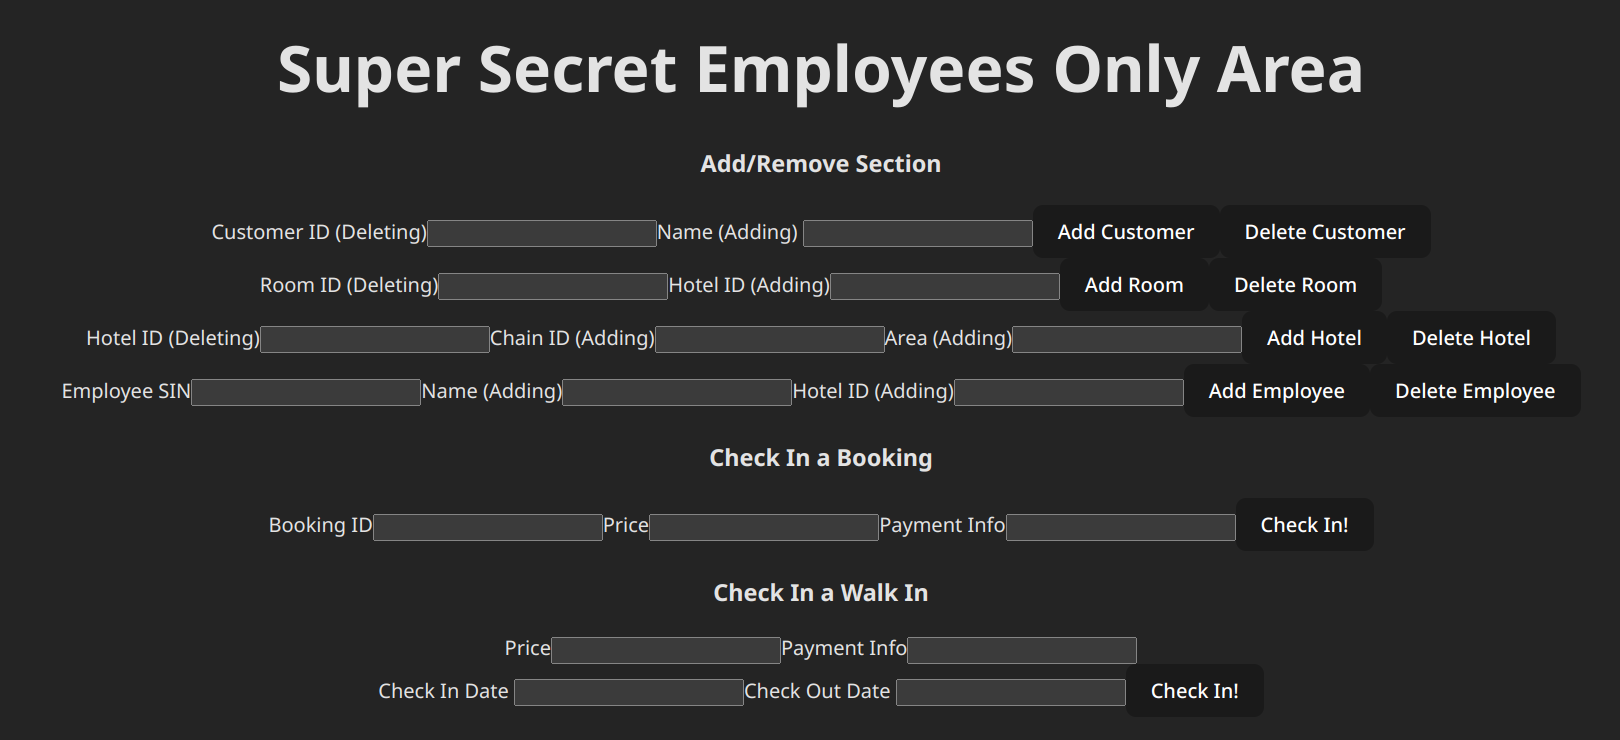 Super Secret Employees Only Area
Add/Remove Section
Customer ID (Deleting) Name (Adding) Add Customer Delete Customer
Room ID (Deleting) Hotel ID (Adding) Add Room Delete Room
Hotel ID (Deleting) Chain ID (Adding) Area (Adding) Add Hotel Delete Hotel
Employee SIN Name (Adding) Hotel ID (Adding) Add Employee Delete Employee
Check In a Booking
Booking ID Price Payment Info Check In!
Check In a Walk In
Price Payment Info
Check In Date Check Out Date Check In!